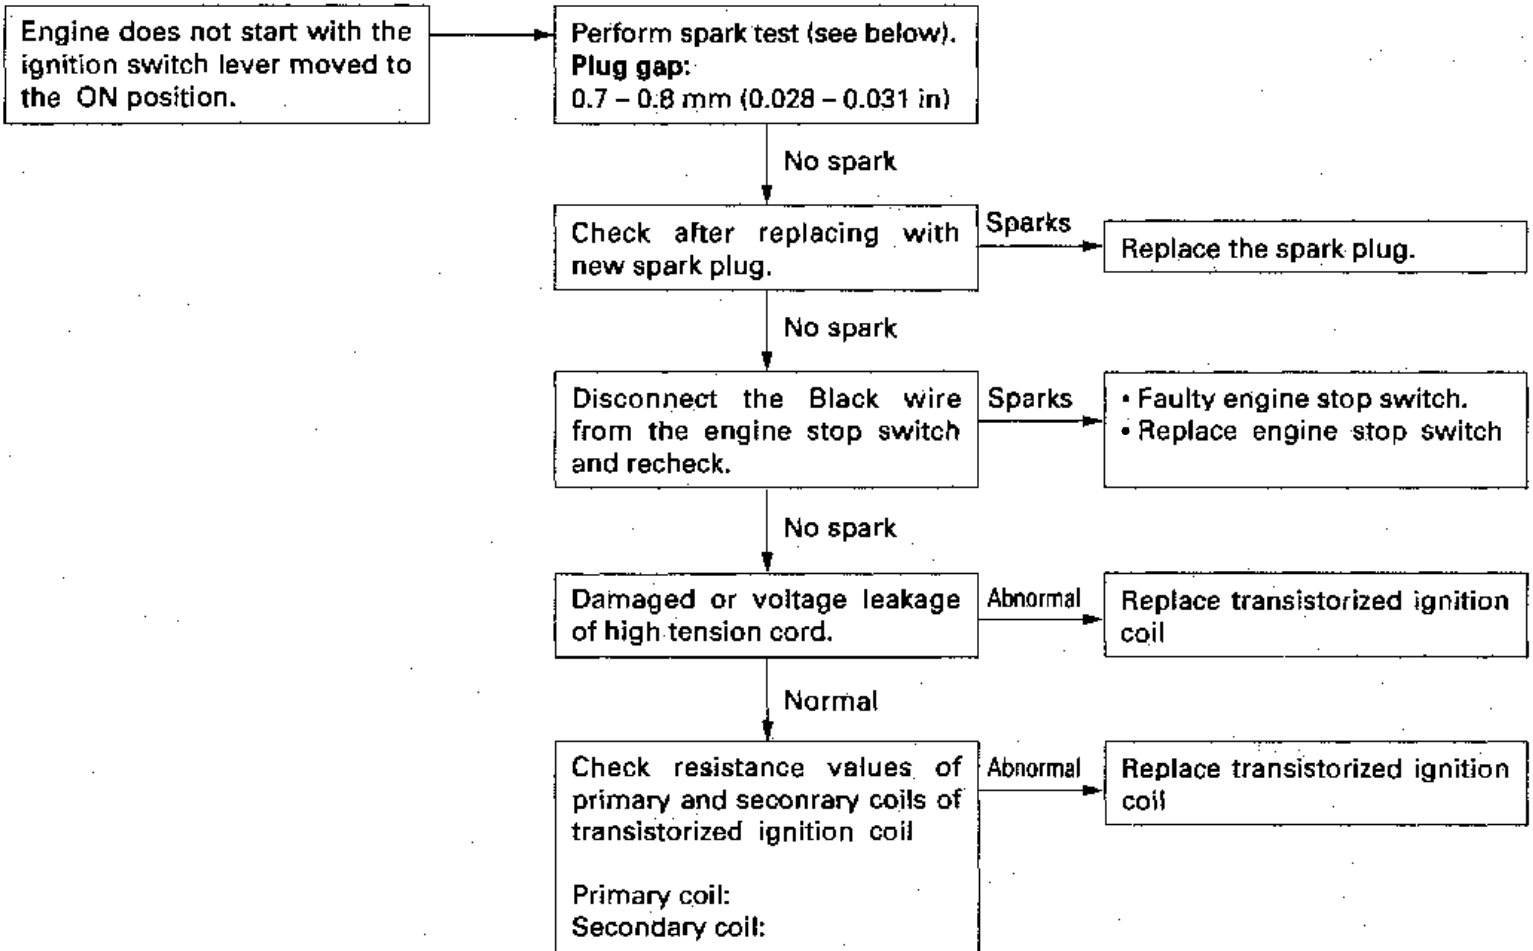 Engine does not start with the
ignition switch lever moved to
the ON position.
Perform spark test (see below).
Plug gap:
0.7 – 0.8 mm (0.028 – 0.031 in)
No spark
Check after replacing with
new spark plug.
Sparks
Replace the spark plug.
No spark
Disconnect the Black wire
from the engine stop switch
and recheck.
Sparks
• Faulty engine stop switch.
• Replace engine stop switch
No spark
Damaged or voltage leakage
of high tension cord.
Abnormal
Replace transistorized ignition
coil
Normal
Check resistance values of
primary and seconrary coils of
transistorized ignition coil
Abnormal
Replace transistorized ignition
coil
Primary coil:
Secondary coil: